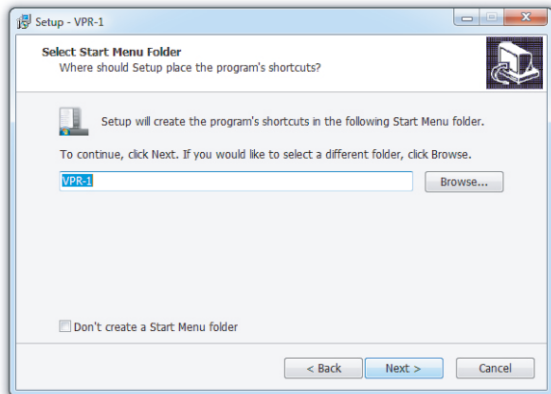 Setup - VPR-1
Select Start Menu Folder
Where should Setup place the program's shortcuts?
Setup will create the program's shortcuts in the following Start Menu folder.
To continue, click Next. If you would like to select a different folder, click Browse.
VPR-1
Browse...
Don't create a Start Menu folder
< Back
Next >
Cancel